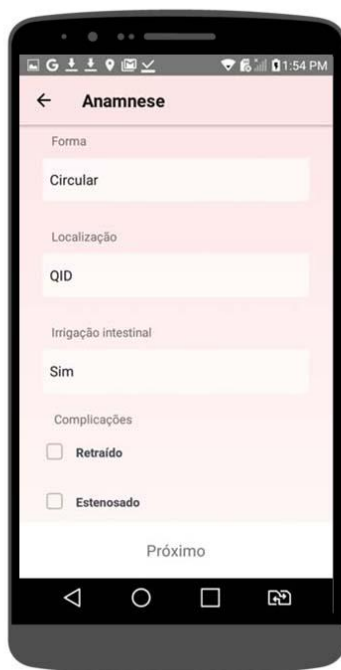 G 1:54 PM
Anamnese
Forma
Circular
Localização
QID
Irrigação intestinal
Sim
Complicações
Retraído
Estenosado
Próximo